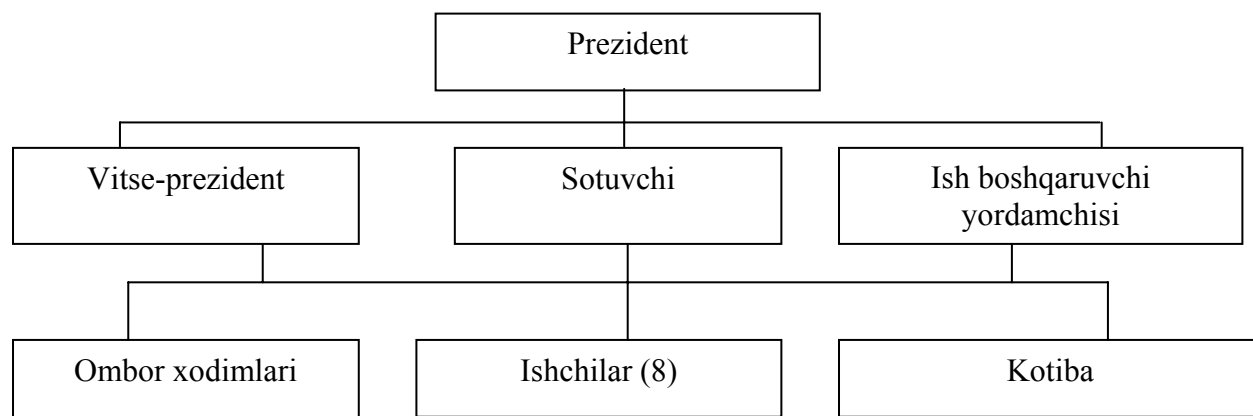 Prezident
Vitse-prezident
Sotuvchi
Ish boshqaruvchi
yordamchisi
Ombor xodimlari
Ishchilar (8)
Kotiba